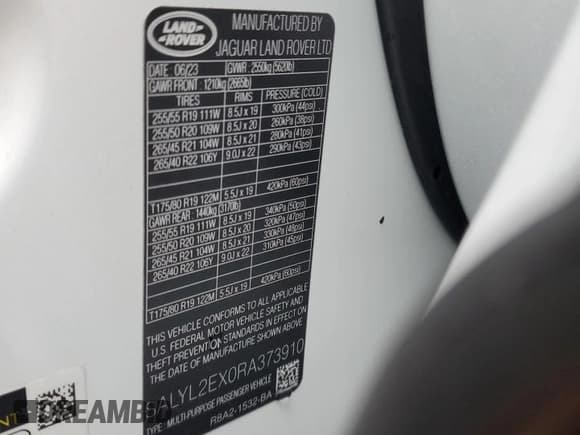 LAND
ROVER
MANUFACTURED BY
JAGUAR LAND ROVER LTD
DATE : 06/23 GVWR : 2550kg (5620lb)
GAWR FRONT : 1210kg (2665lb)
TIRES RIMS PRESSURE (COLD)
255/55 R19 111W 8.5J x 19 300kPa (44psi)
255/50 R20 109W 8.5J x 20 260kPa (38psi)
265/45 R21 104W 8.5J x 21 280kPa (41psi)
265/40 R22 106Y 9.0J x 22 290kPa (43psi)
T175/80 R19 122M 5.5J x 19 420kPa (60psi)
GAWR REAR : 1440kg (3170lb)
255/55 R19 111W 8.5J x 19 340kPa (50psi)
255/50 R20 109W 8.5J x 20 320kPa (47psi)
265/45 R21 104W 8.5J x 21 330kPa (48psi)
265/40 R22 106Y 9.0J x 22 310kPa (45psi)
T175/80 R19 122M 5.5J x 19 420kPa (60psi)
THIS VEHICLE CONFORMS TO ALL APPLICABLE
U.S. FEDERAL MOTOR VEHICLE SAFETY AND
THEFT PREVENTION STANDARDS IN EFFECT
ON THE DATE OF MANUFACTURE SHOWN ABOVE.
LYL2EX0RA373910
TYPE : MULTI-PURPOSE PASSENGER VEHICLE
RBA2-1532-BA